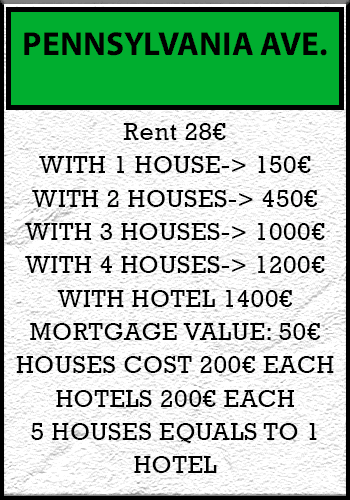 PENNSYLVANIA AVE.
Rent 28€
WITH 1 HOUSE-> 150€
WITH 2 HOUSES-> 450€
WITH 3 HOUSES-> 1000€
WITH 4 HOUSES-> 1200€
WITH HOTEL 1400€
MORTGAGE VALUE: 50€
HOUSES COST 200€ EACH
HOTELS 200€ EACH
5 HOUSES EQUALS TO 1
HOTEL